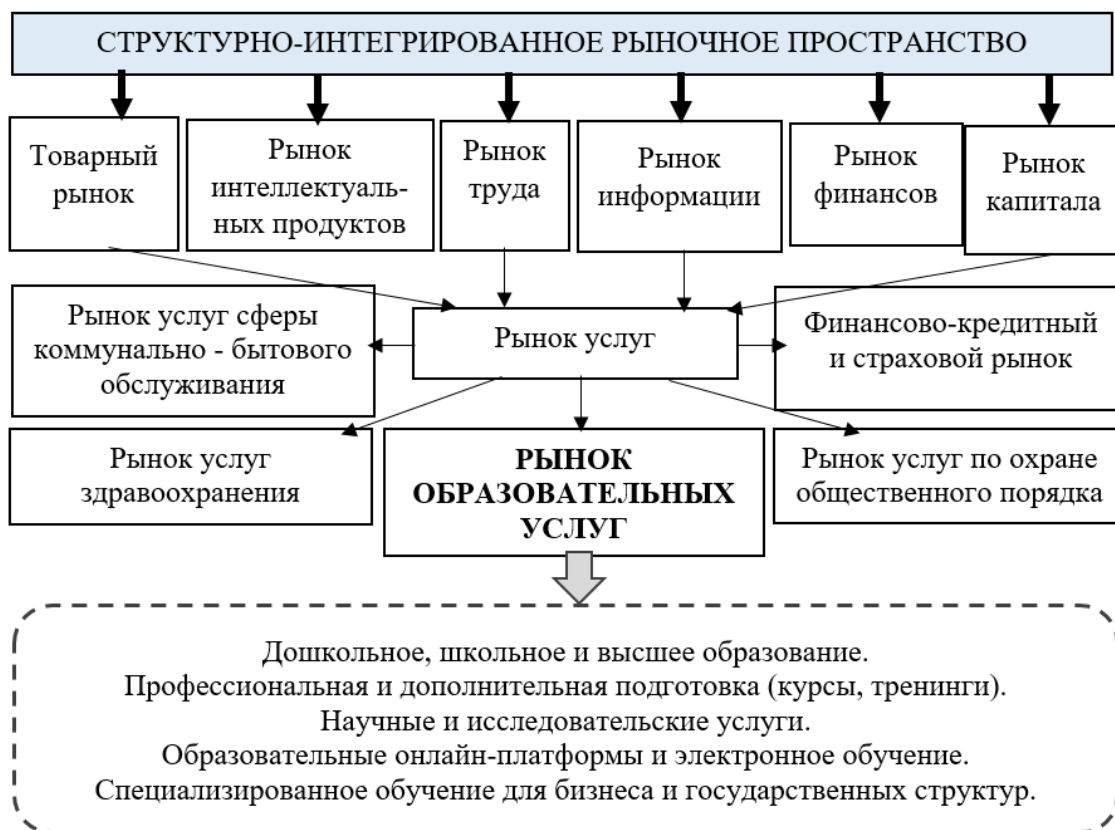 СТРУКТУРНО-ИНТЕГРИРОВАННОЕ РЫНОЧНОЕ ПРОСТРАНСТВО
Товарный
рынок
Рынок
интеллектуаль-
ных продуктов
Рынок
труда
Рынок
информации
Рынок
финансов
Рынок
капитала
Рынок услуг сферы
коммунально - бытового
обслуживания
Рынок услуг
Финансово-кредитный
и страховой рынок
Рынок услуг
здравоохранения
РЫНОК
ОБРАЗОВАТЕЛЬНЫХ
УСЛУГ
Рынок услуг по охране
общественного порядка
Дошкольное, школьное и высшее образование.
Профессиональная и дополнительная подготовка (курсы, тренинги).
Научные и исследовательские услуги.
Образовательные онлайн-платформы и электронное обучение.
Специализированное обучение для бизнеса и государственных структур.